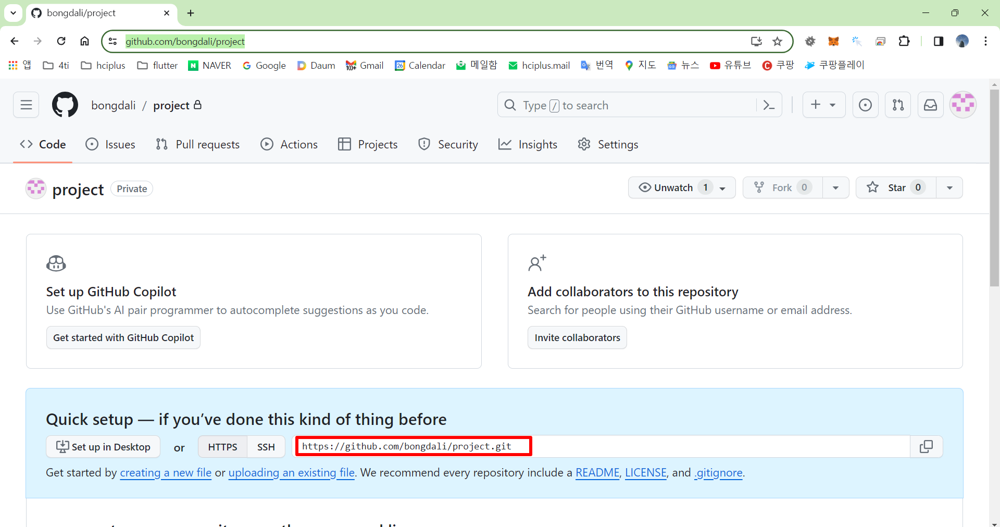 bongdali/project
github.com/bongdali/project
앱 4ti hciplus flutter NAVER Google Daum Gmail Calendar 메일함 hciplus.mail 번역 지도 뉴스 유튜브 쿠팡 쿠팡플레이
bongdali / project Type / to search
Code Issues Pull requests Actions Projects Security Insights Settings
project Private Unwatch 1 Fork 0 Star 0
Set up GitHub Copilot
Use GitHub's AI pair programmer to autocomplete suggestions as you code.
Get started with GitHub Copilot
Add collaborators to this repository
Search for people using their GitHub username or email address.
Invite collaborators
Quick setup — if you’ve done this kind of thing before
Set up in Desktop or HTTPS SSH https://github.com/bongdali/project.git
Get started by creating a new file or uploading an existing file. We recommend every repository include a README, LICENSE, and .gitignore.